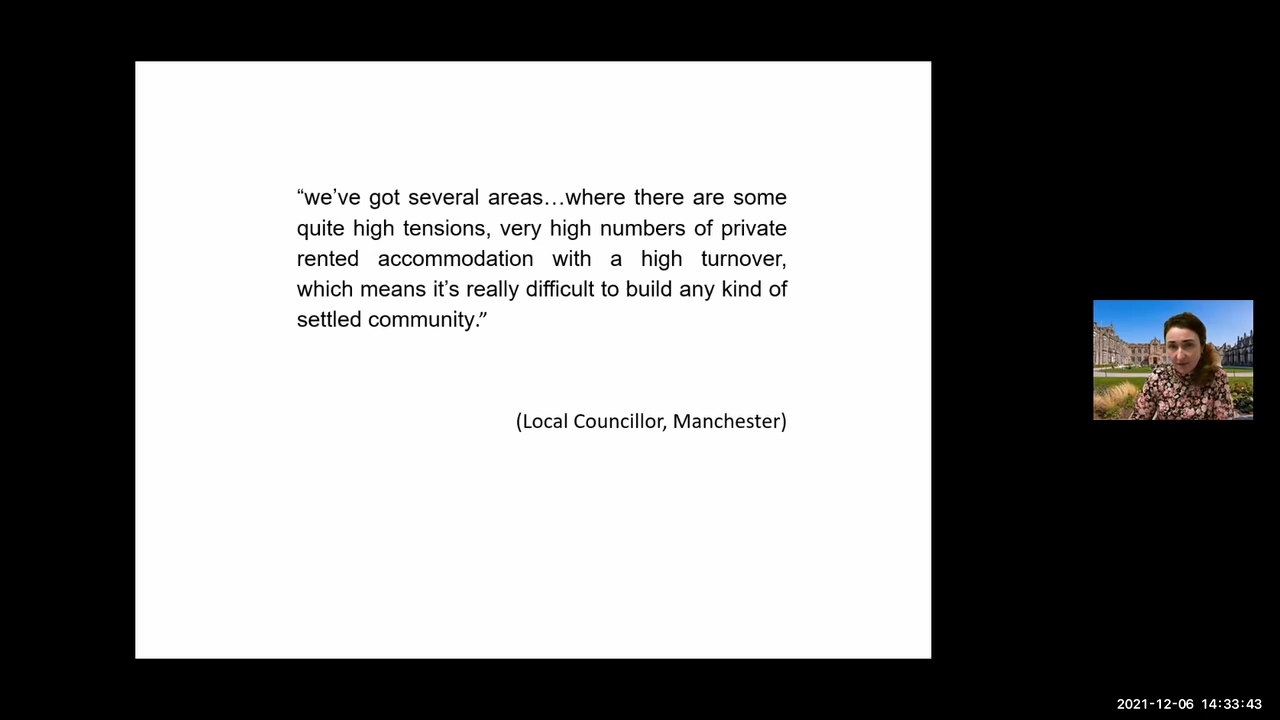 “we’ve got several areas…where there are some
quite high tensions, very high numbers of private
rented accommodation with a high turnover,
which means it’s really difficult to build any kind of
settled community.”
(Local Councillor, Manchester)
2021-12-06 14:33:43